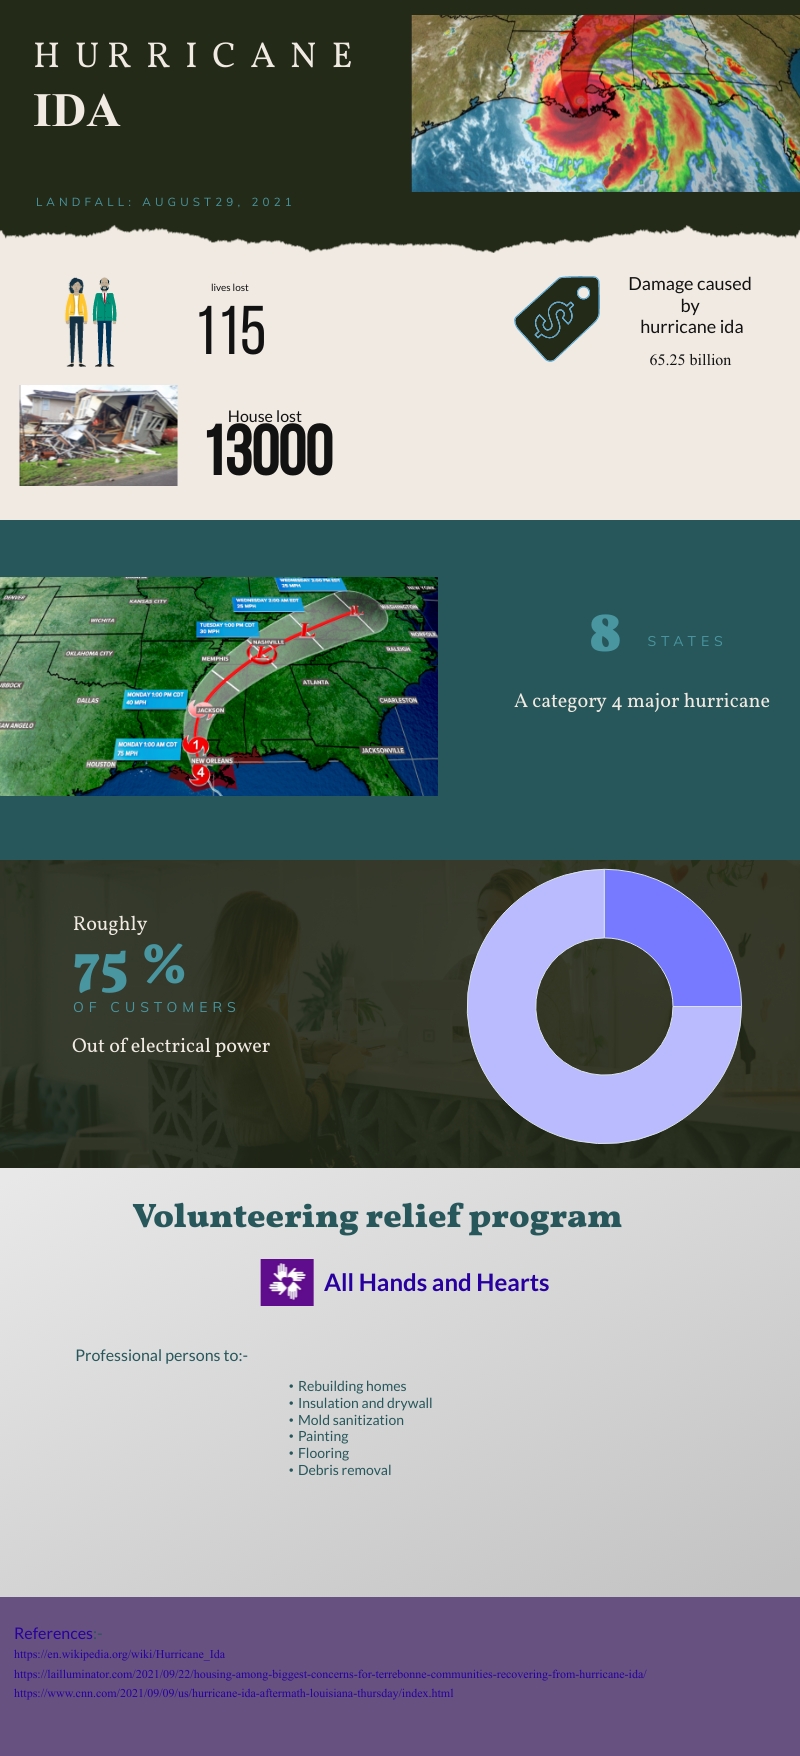 HURRICANE
IDA
LANDFALL: AUGUST29, 2021
lives lost
115
Damage caused
by
hurricane ida
65.25 billion
House lost
13000
WEDNESDAY 1:00 AM EDT
35 MPH
TUESDAY 1:00 PM CDT
30 MPH
MONDAY 1:00 PM CDT
40 MPH
MONDAY 1:00 AM CDT
75 MPH
DENVER
KANSAS CITY
NEW YORK
WASHINGTON
WICHITA
NORFOLK
NASHVILLE
RALEIGH
OKLAHOMA CITY
MEMPHIS
ATLANTA
DALLAS
CHARLESTON
JACKSON
SAN ANGELO
1
JACKSONVILLE
HOUSTON
NEW ORLEANS
4
8 STATES
A category 4 major hurricane
Roughly
75 %
OF CUSTOMERS
Out of electrical power
Volunteering relief program
All Hands and Hearts
Professional persons to:-
• Rebuilding homes
• Insulation and drywall
• Mold sanitization
• Painting
• Flooring
• Debris removal
References:-
https://en.wikipedia.org/wiki/Hurricane_Ida
https://lailluminator.com/2021/09/22/housing-among-biggest-concerns-for-terrebonne-communities-recovering-from-hurricane-ida/
https://www.cnn.com/2021/09/09/us/hurricane-ida-aftermath-louisiana-thursday/index.html